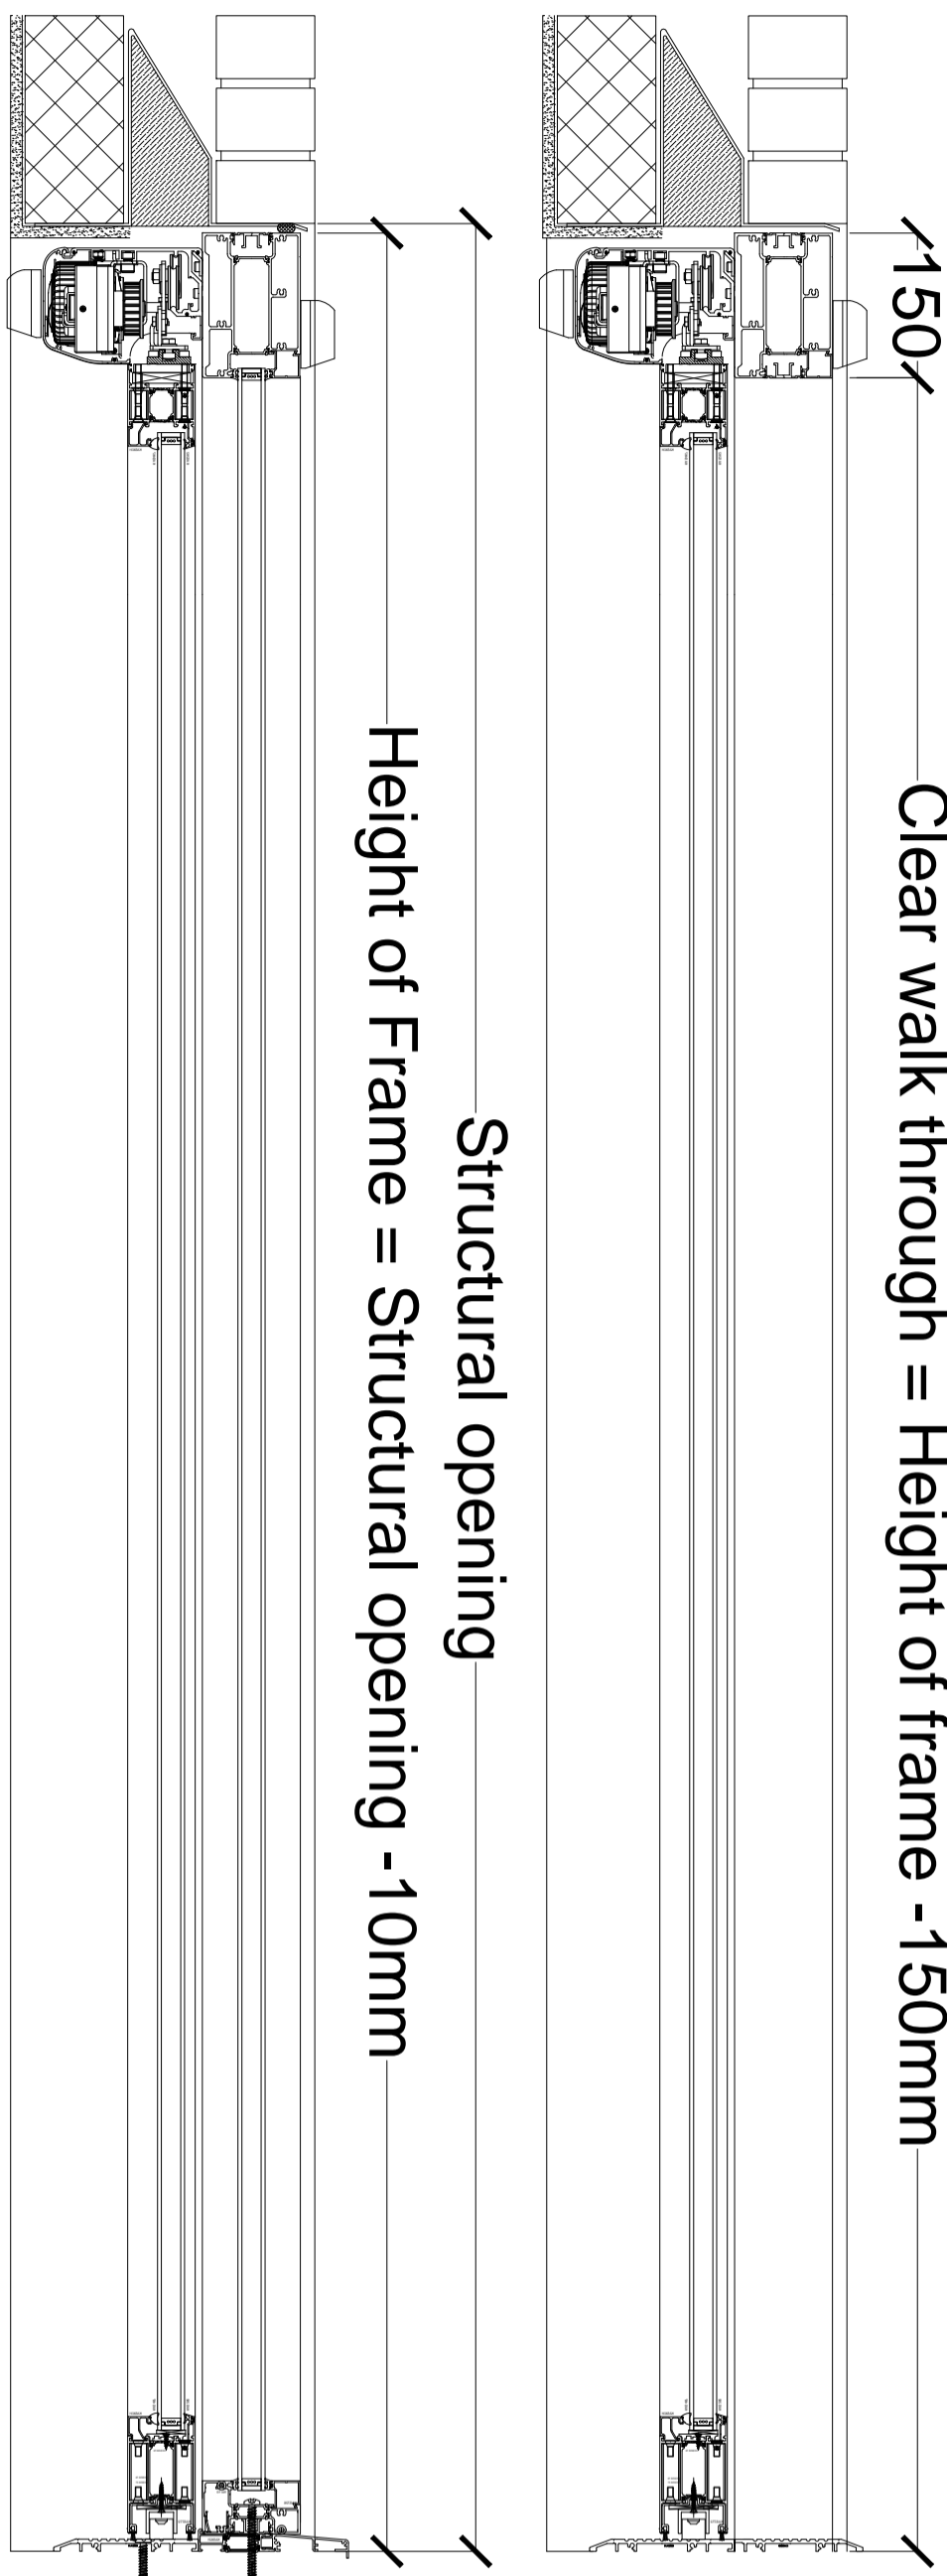 150
Clear walk through = Height of frame -150mm
Structural opening
Height of Frame = Structural opening -10mm